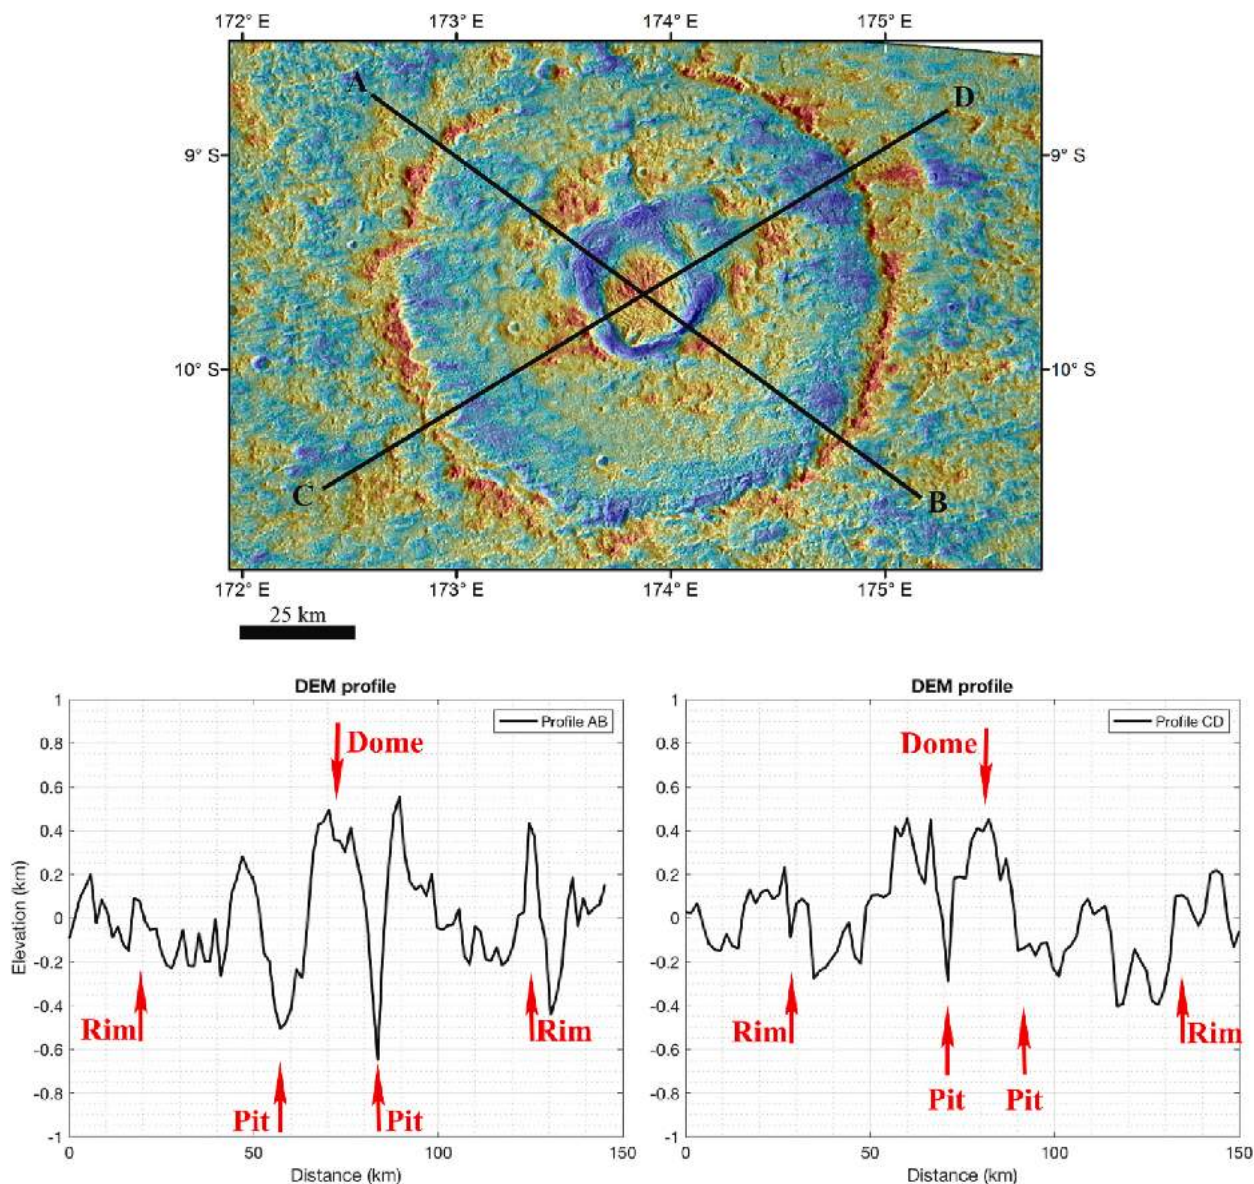 172° E 173° E 174° E 175° E
A D
9° S 9° S
10° S 10° S
C B
172° E 173° E 174° E 175° E
25 km
DEM profile
Profile AB
Dome
Rim
Rim
Pit
Pit
Elevation (km)
1
0.8
0.6
0.4
0.2
0
-0.2
-0.4
-0.6
-0.8
-1
0 50 100 150
Distance (km)
DEM profile
Profile CD
Dome
Rim
Rim
Pit
Pit
1
0.8
0.6
0.4
0.2
0
-0.2
-0.4
-0.6
-0.8
-1
0 50 100 150
Distance (km)